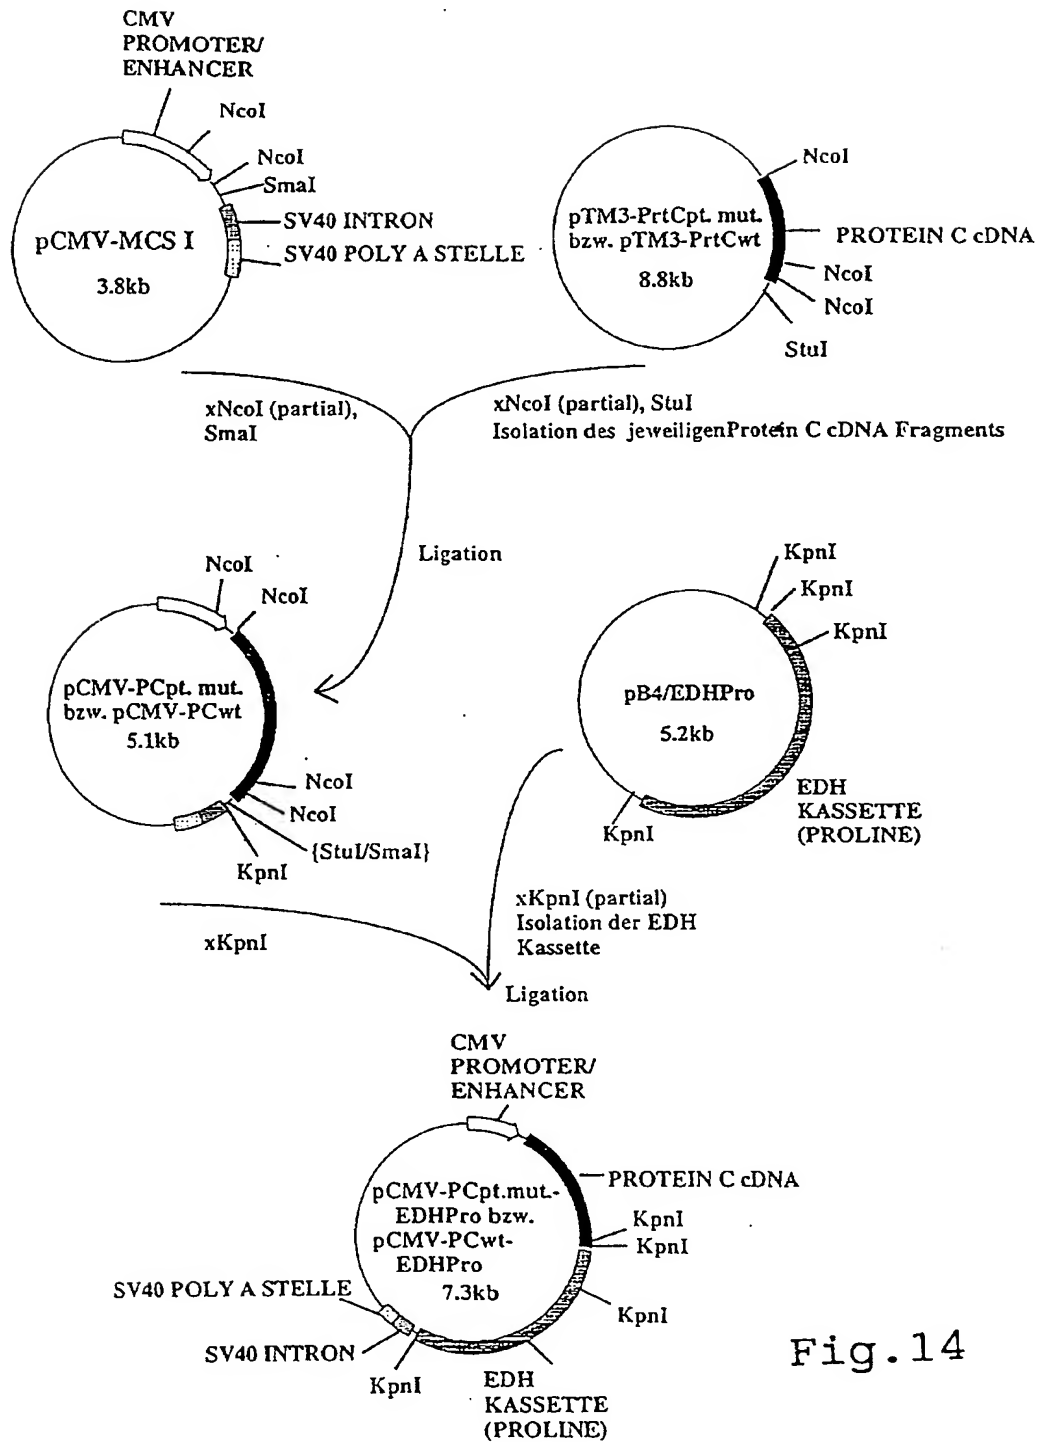 CMV
PROMOTER/
ENHANCER
NcoI
NcoI
SmaI
SV40 INTRON
SV40 POLY A STELLE
pCMV-MCS I
3.8kb
NcoI
pTM3-PrtCpt. mut.
bzw. pTM3-PrtCwt
8.8kb
PROTEIN C cDNA
NcoI
NcoI
StuI
xNcoI (partial),
SmaI
xNcoI (partial), StuI
Isolation des jeweiligenProtein C cDNA Fragments
Ligation
NcoI
NcoI
pCMV-PCpt. mut.
bzw. pCMV-PCwt
5.1kb
NcoI
NcoI
{StuI/SmaI}
KpnI
KpnI
KpnI
KpnI
pB4/EDHPro
5.2kb
EDH
KASSETTE
(PROLINE)
KpnI
xKpnI
xKpnI (partial)
Isolation der EDH
Kassette
Ligation
CMV
PROMOTER/
ENHANCER
PROTEIN C cDNA
pCMV-PCpt.mut.-
EDHPro bzw.
pCMV-PCwt-
EDHPro
7.3kb
KpnI
KpnI
KpnI
SV40 POLY A STELLE
SV40 INTRON
KpnI
EDH
KASSETTE
(PROLINE)
Fig.14